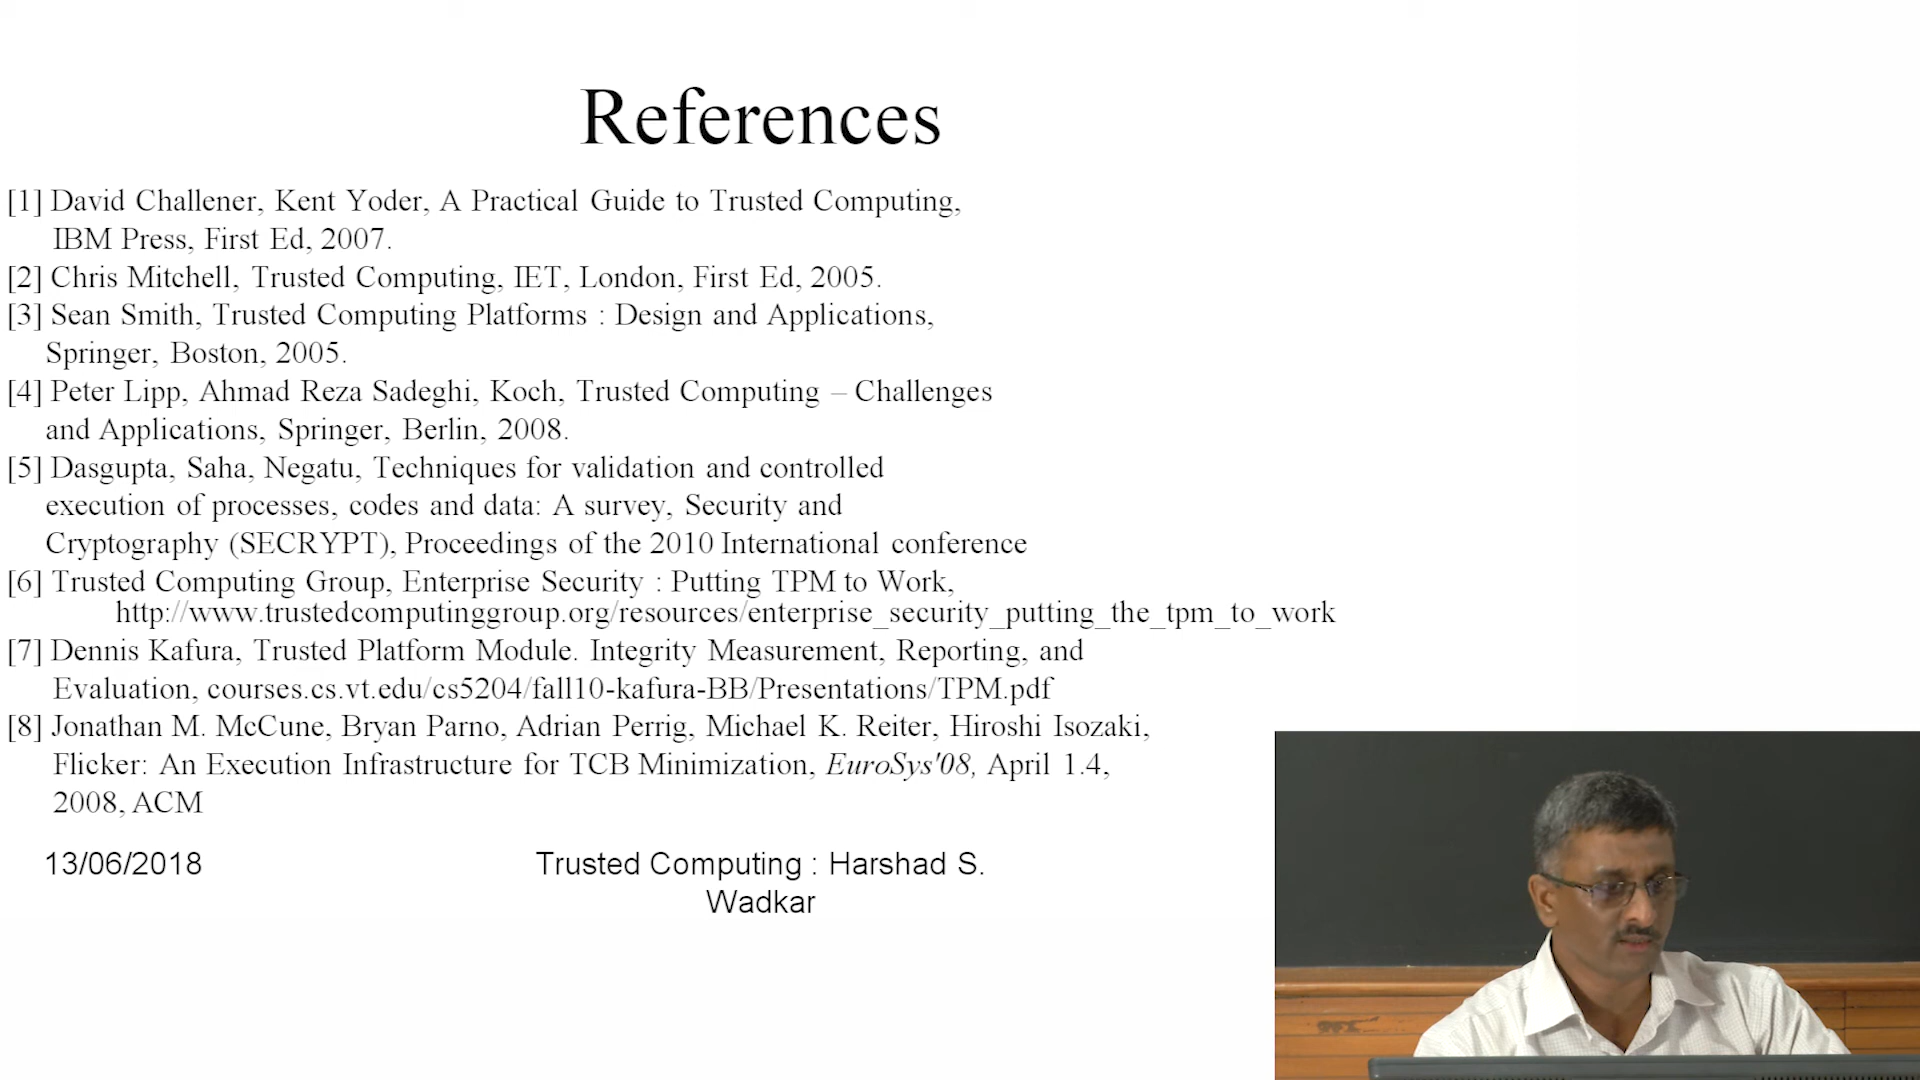 References
[1] David Challener, Kent Yoder, A Practical Guide to Trusted Computing,
IBM Press, First Ed, 2007.
[2] Chris Mitchell, Trusted Computing, IET, London, First Ed, 2005.
[3] Sean Smith, Trusted Computing Platforms : Design and Applications,
Springer, Boston, 2005.
[4] Peter Lipp, Ahmad Reza Sadeghi, Koch, Trusted Computing – Challenges
and Applications, Springer, Berlin, 2008.
[5] Dasgupta, Saha, Negatu, Techniques for validation and controlled
execution of processes, codes and data: A survey, Security and
Cryptography (SECRYPT), Proceedings of the 2010 International conference
[6] Trusted Computing Group, Enterprise Security : Putting TPM to Work,
http://www.trustedcomputinggroup.org/resources/enterprise_security_putting_the_tpm_to_work
[7] Dennis Kafura, Trusted Platform Module. Integrity Measurement, Reporting, and
Evaluation, courses.cs.vt.edu/cs5204/fall10-kafura-BB/Presentations/TPM.pdf
[8] Jonathan M. McCune, Bryan Parno, Adrian Perrig, Michael K. Reiter, Hiroshi Isozaki,
Flicker: An Execution Infrastructure for TCB Minimization, EuroSys'08, April 1.4,
2008, ACM
13/06/2018
Trusted Computing : Harshad S.
Wadkar